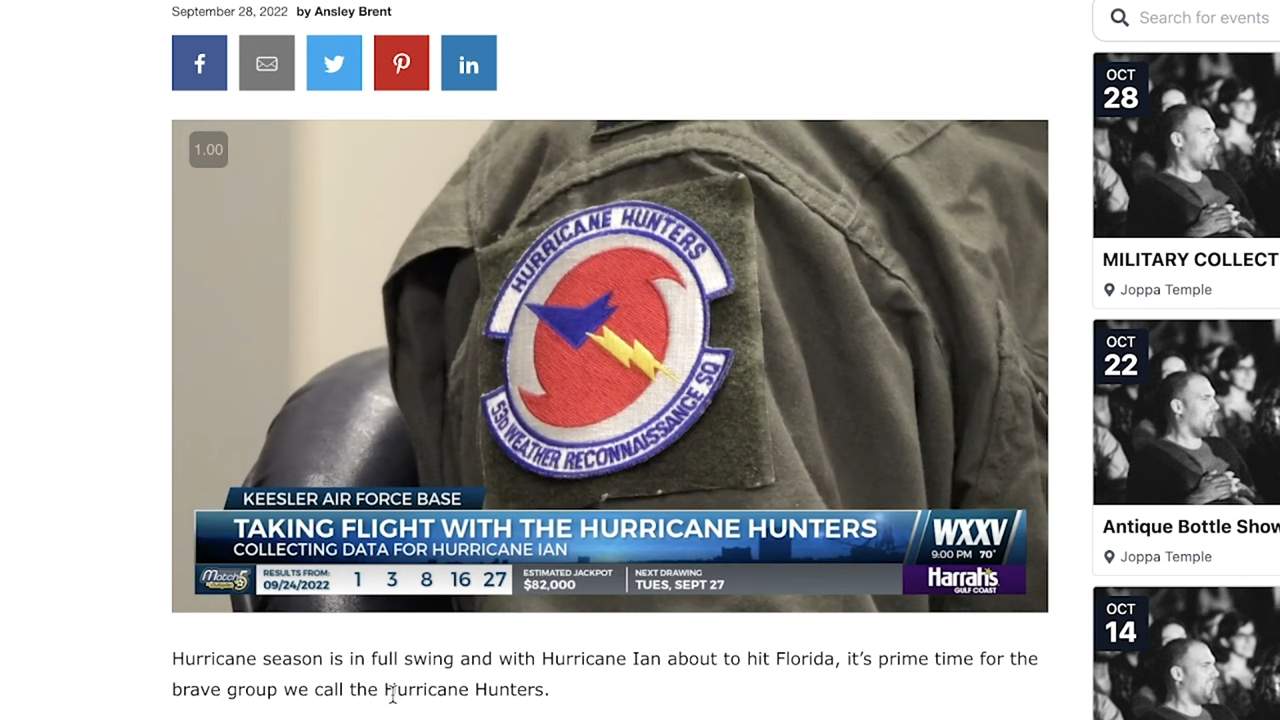 September 28, 2022 by Ansley Brent
f
in
1.00
HURRICANE HUNTERS
53D WEATHER RECONNAISSANCE SQ
KEESLER AIR FORCE BASE
TAKING FLIGHT WITH THE HURRICANE HUNTERS
COLLECTING DATA FOR HURRICANE IAN
WXXV
9:00 PM 70°
Match 5
RESULTS FROM:
09/24/2022
1 3 8 16 27
ESTIMATED JACKPOT
$82,000
NEXT DRAWING
TUES, SEPT 27
Harrah's
GULF COAST
Hurricane season is in full swing and with Hurricane Ian about to hit Florida, it's prime time for the
brave group we call the Hurricane Hunters.
Search for events
OCT
28
MILITARY COLLECT
Joppa Temple
OCT
22
Antique Bottle Show
Joppa Temple
OCT
14